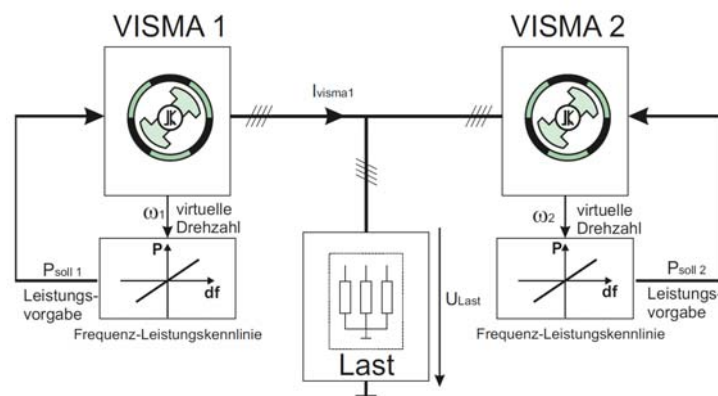 VISMA 1
VISMA 2
Ivisma1
ω1
virtuelle
Drehzahl
ω2
virtuelle
Drehzahl
Psoll 1
Leistungs-
vorgabe
P
df
Frequenz-Leistungskennlinie
ULast
Last
P
df
Frequenz-Leistungskennlinie
Psoll 2
Leistungs-
vorgabe